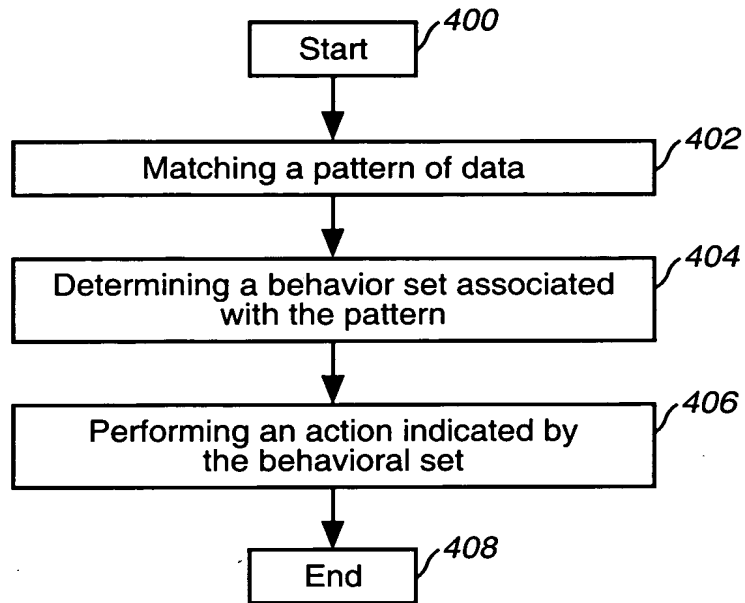 Start
400
Matching a pattern of data
402
Determining a behavior set associated
with the pattern
404
Performing an action indicated by
the behavioral set
406
End
408